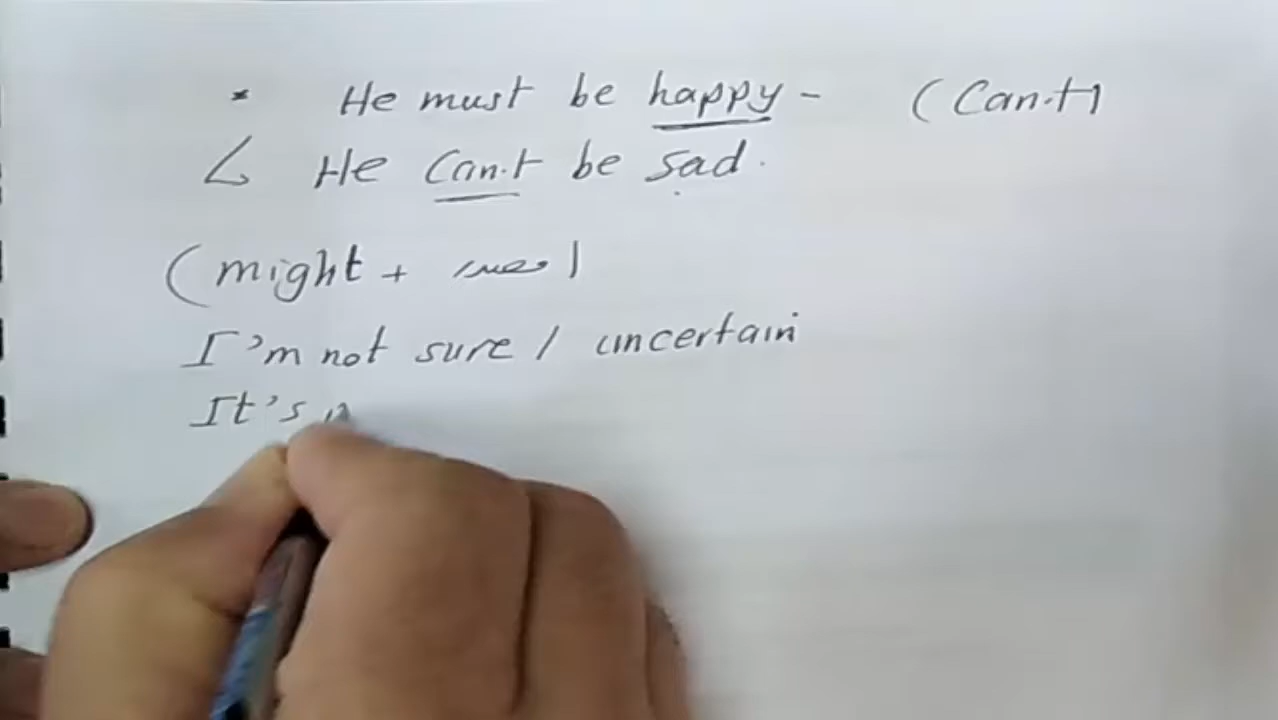 * He must be happy - (Can't)
He Can't be sad.
(might + مصدر)
I'm not sure / uncertain
It's